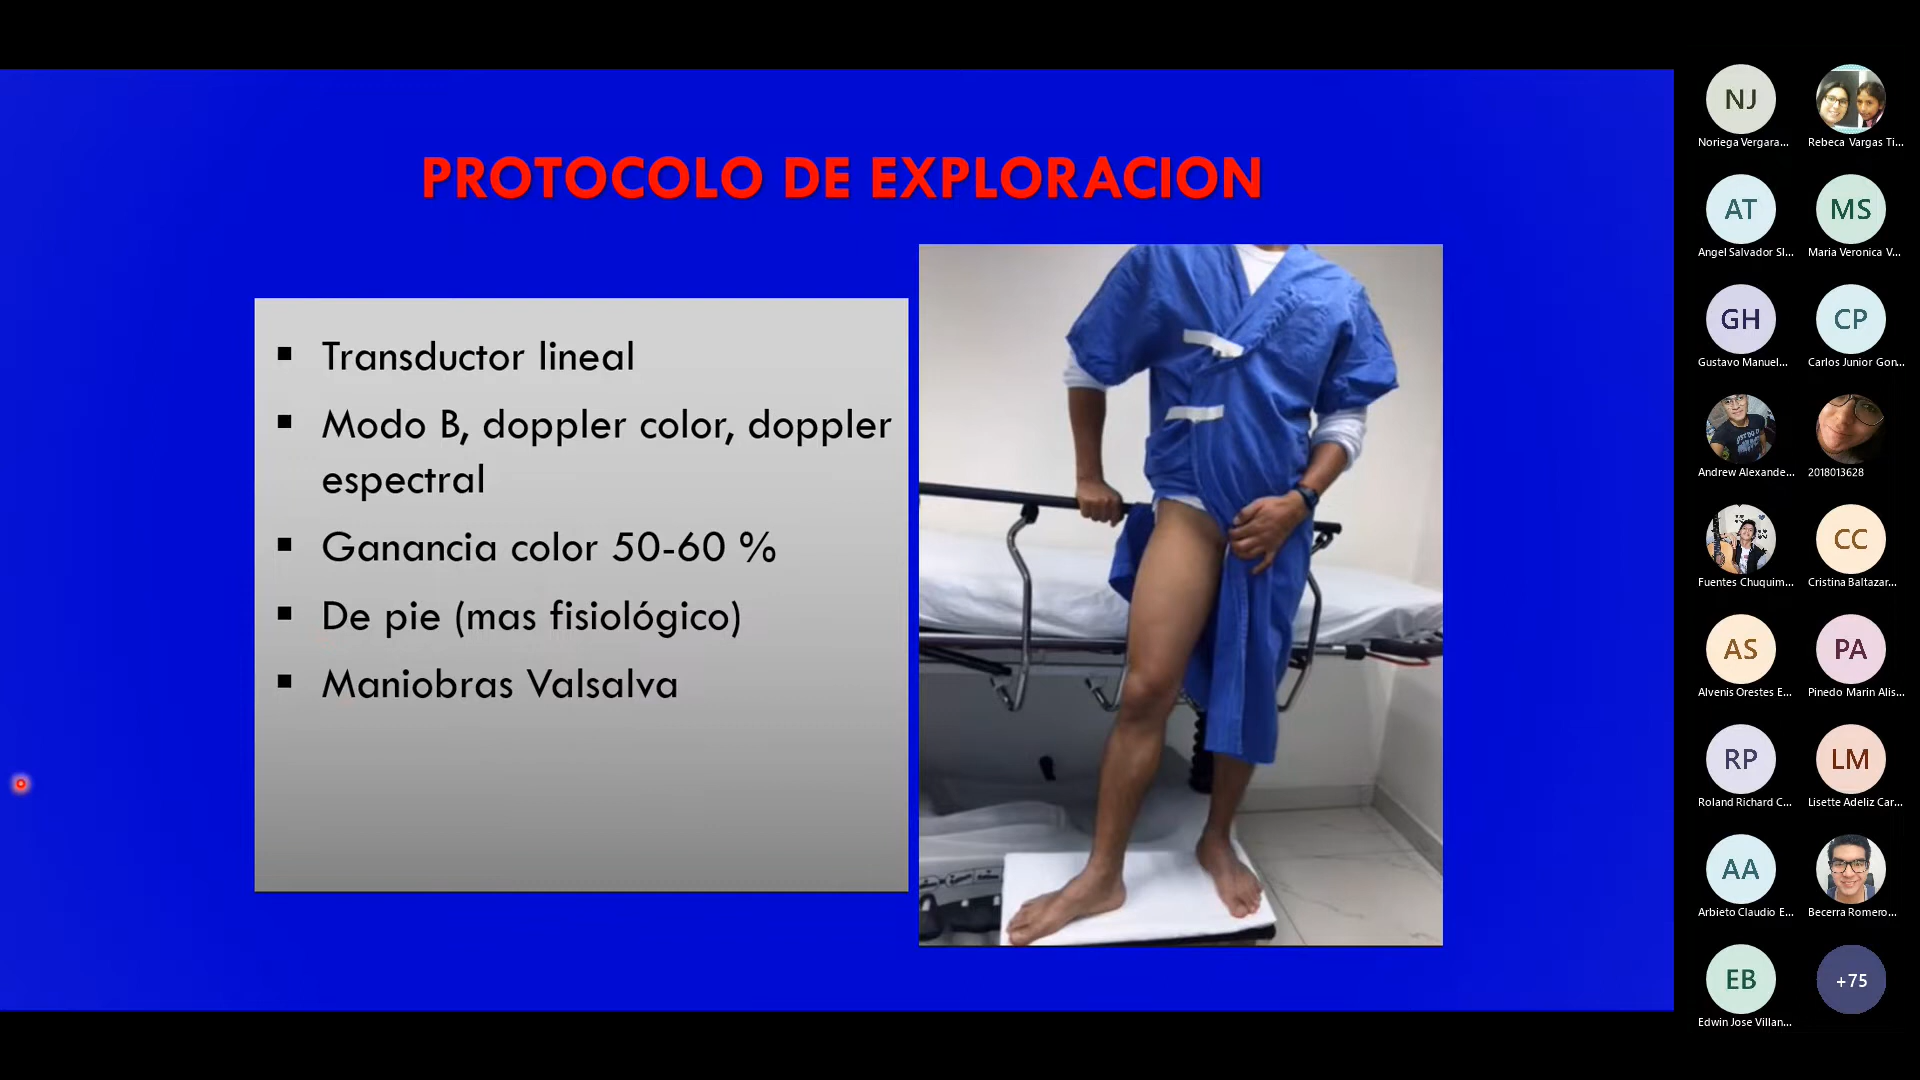 PROTOCOLO DE EXPLORACION
Transductor lineal
Modo B, doppler color, doppler
espectral
Ganancia color 50-60 %
De pie (mas fisiológico)
Maniobras Valsalva
NJ
Noriega Vergara...
Rebeca Vargas Ti...
AT
Angel Salvador Sl...
MS
Maria Veronica V...
GH
Gustavo Manuel...
CP
Carlos Junior Gon...
Andrew Alexande...
2018013628
Fuentes Chuquim...
CC
Cristina Baltazar...
AS
Alvenis Orestes E...
PA
Pinedo Marin Alis...
RP
Roland Richard C...
LM
Lisette Adeliz Car...
AA
Arbieto Claudio E...
Becerra Romero...
EB
Edwin Jose Villan...
+75